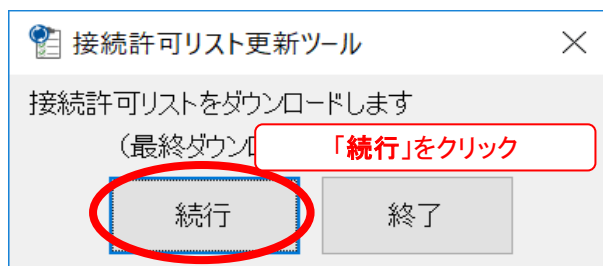 接続許可リスト更新ツール
接続許可リストをダウンロードします
（最終ダウンロ
「続行」をクリック
続行
終了